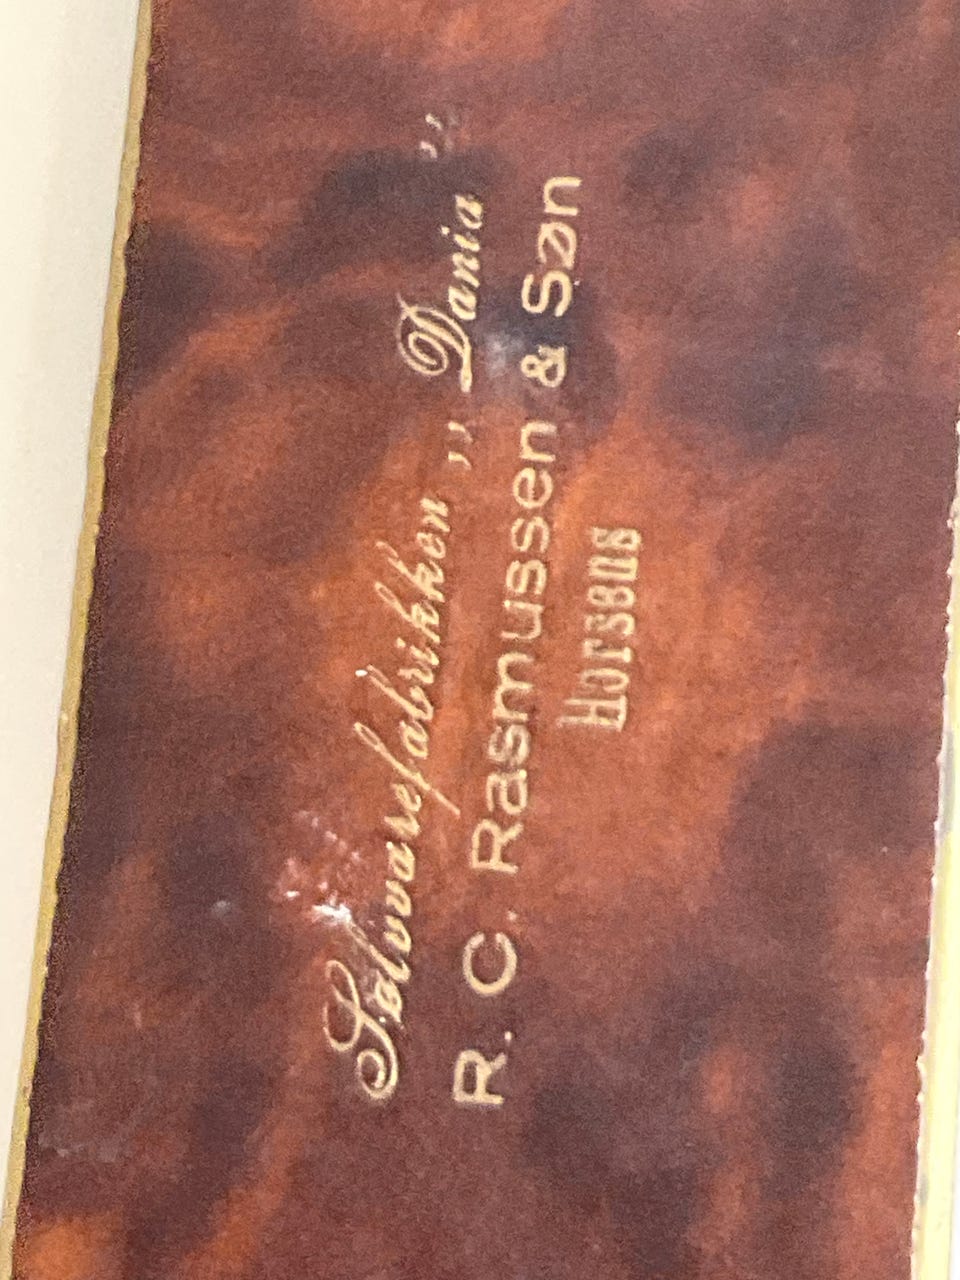 Sølvvarefabrikken „ Dania ”
R. C. Rasmussen & Søn
Horsens